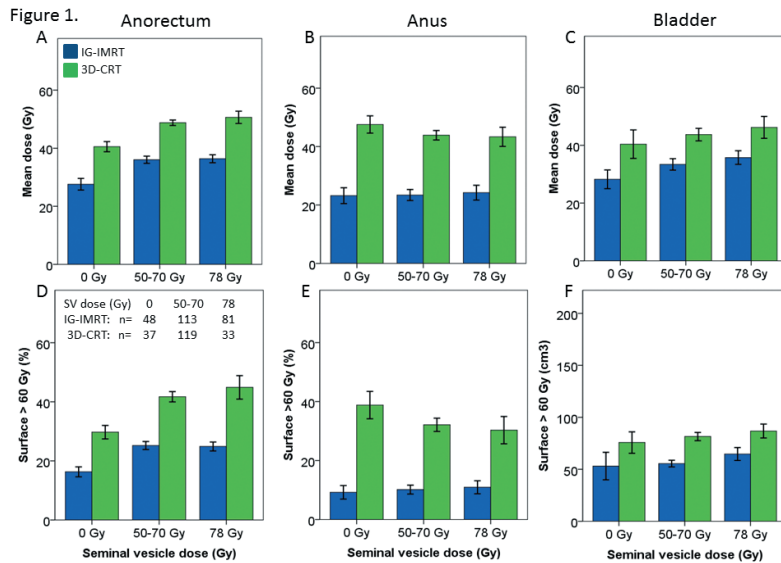 Figure 1.
Anorectum
Anus
Bladder
A
IG-IMRT
3D-CRT
Mean dose (Gy)
60
40
20
0
0 Gy
50-70 Gy
78 Gy
B
Mean dose (Gy)
60
40
20
0
0 Gy
50-70 Gy
78 Gy
C
Mean dose (Gy)
60
40
20
0
0 Gy
50-70 Gy
78 Gy
D
SV dose (Gy) 0 50-70 78
IG-IMRT: n= 48 113 81
3D-CRT: n= 37 119 33
Surface > 60 Gy (%)
60
40
20
0
0 Gy
50-70 Gy
78 Gy
Seminal vesicle dose (Gy)
E
Surface >60 Gy (%)
60
40
20
0
0 Gy
50-70 Gy
78 Gy
Seminal vesicle dose (Gy)
F
Surface > 60 Gy (cm3)
200
150
100
50
0
0 Gy
50-70 Gy
78 Gy
Seminal vesicle dose (Gy)